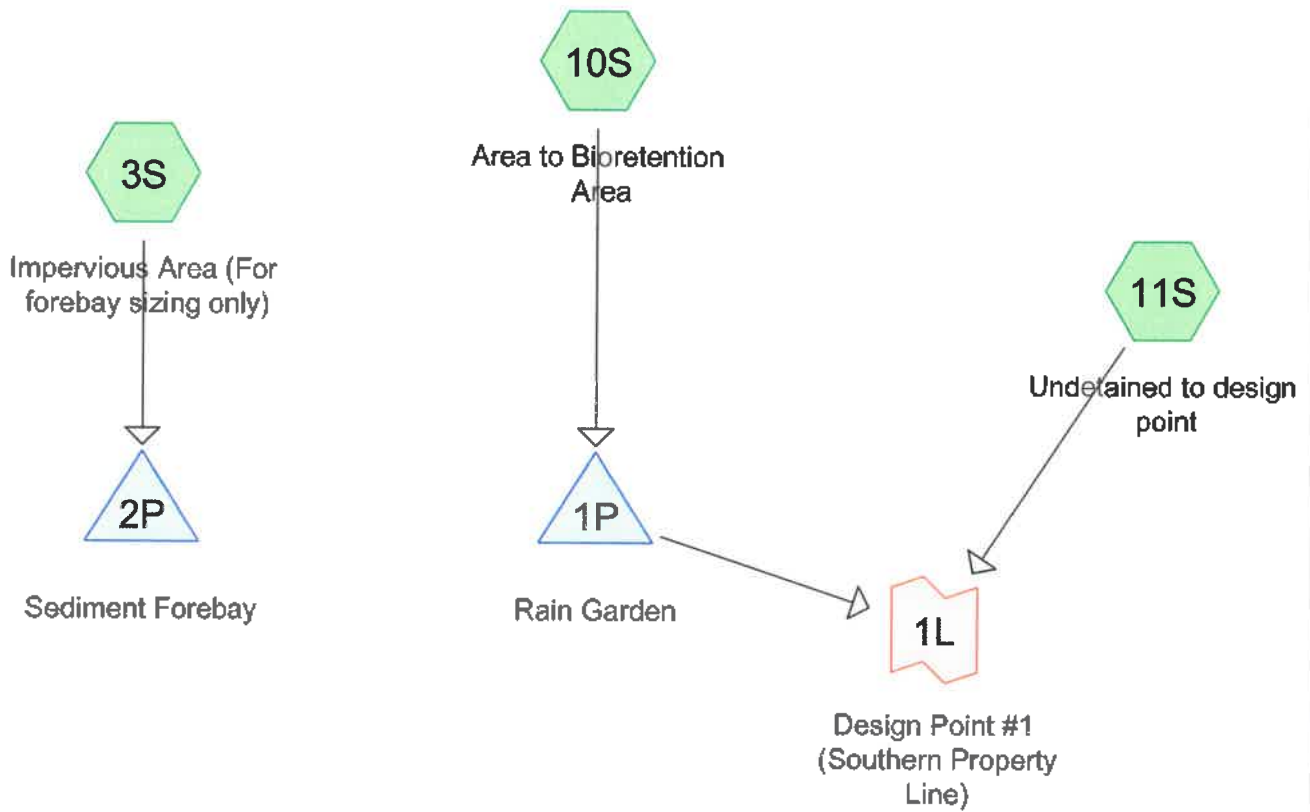 10S
Area to Bioretention
Area
3S
Impervious Area (For
forebay sizing only)
11S
Undetained to design
point
2P
Sediment Forebay
1P
Rain Garden
1L
Design Point #1
(Southern Property
Line)